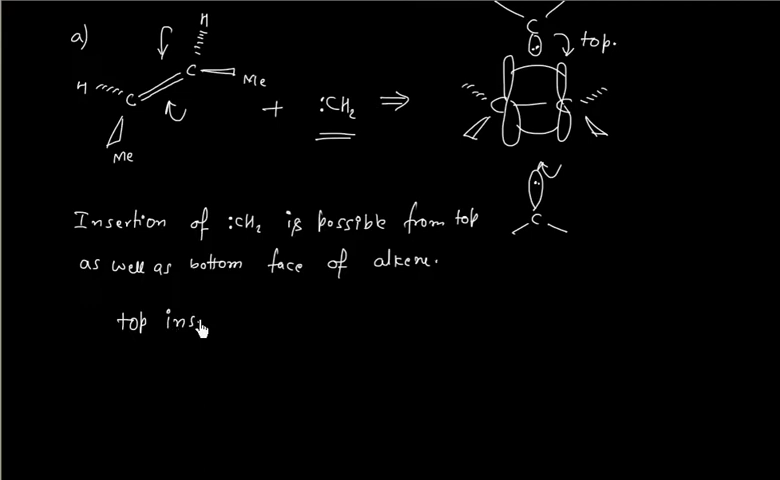 a)
H
H
C
C
Me
Me
+
:CH2
⇒
C
top.
C
C
C
Insertion of :CH2 is possible from top
as well as bottom face of alkene.
top ins